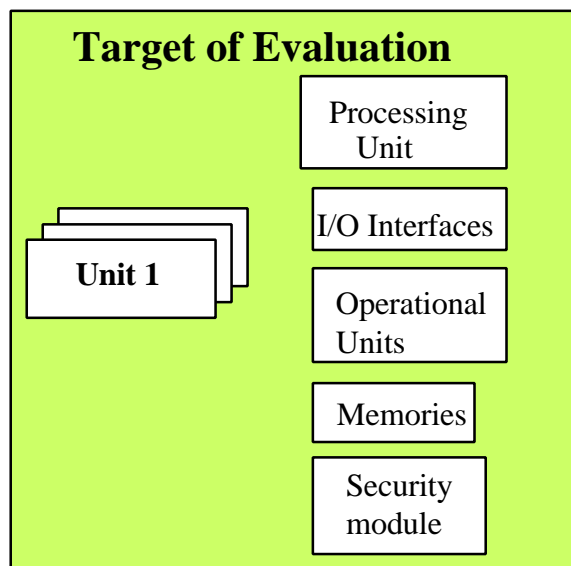 Target of Evaluation
Processing
Unit
I/O Interfaces
Unit 1
Operational
Units
Memories
Security
module